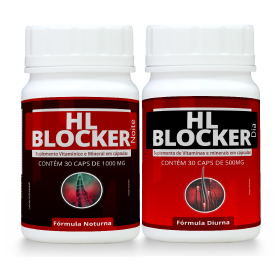 HL
BLOCKER
Noite
Suplemento Vitamínico e Mineral em cápsulas
CONTÉM 30 CAPS DE 1000 MG
Fórmula Noturna
HL
BLOCKER
Dia
Suplemento de Vitaminas e minerais em cápsulas
CONTÉM 30 CAPS DE 500MG
Fórmula Diurna